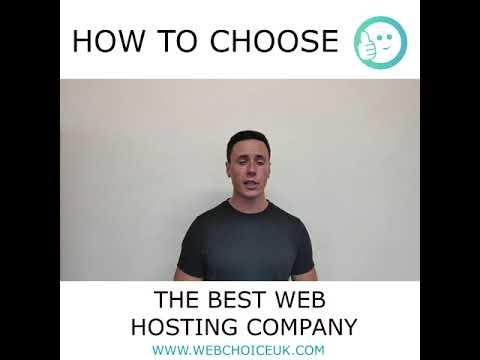 HOW TO CHOOSE
THE BEST WEB
HOSTING COMPANY
WWW.WEBCHOICEUK.COM